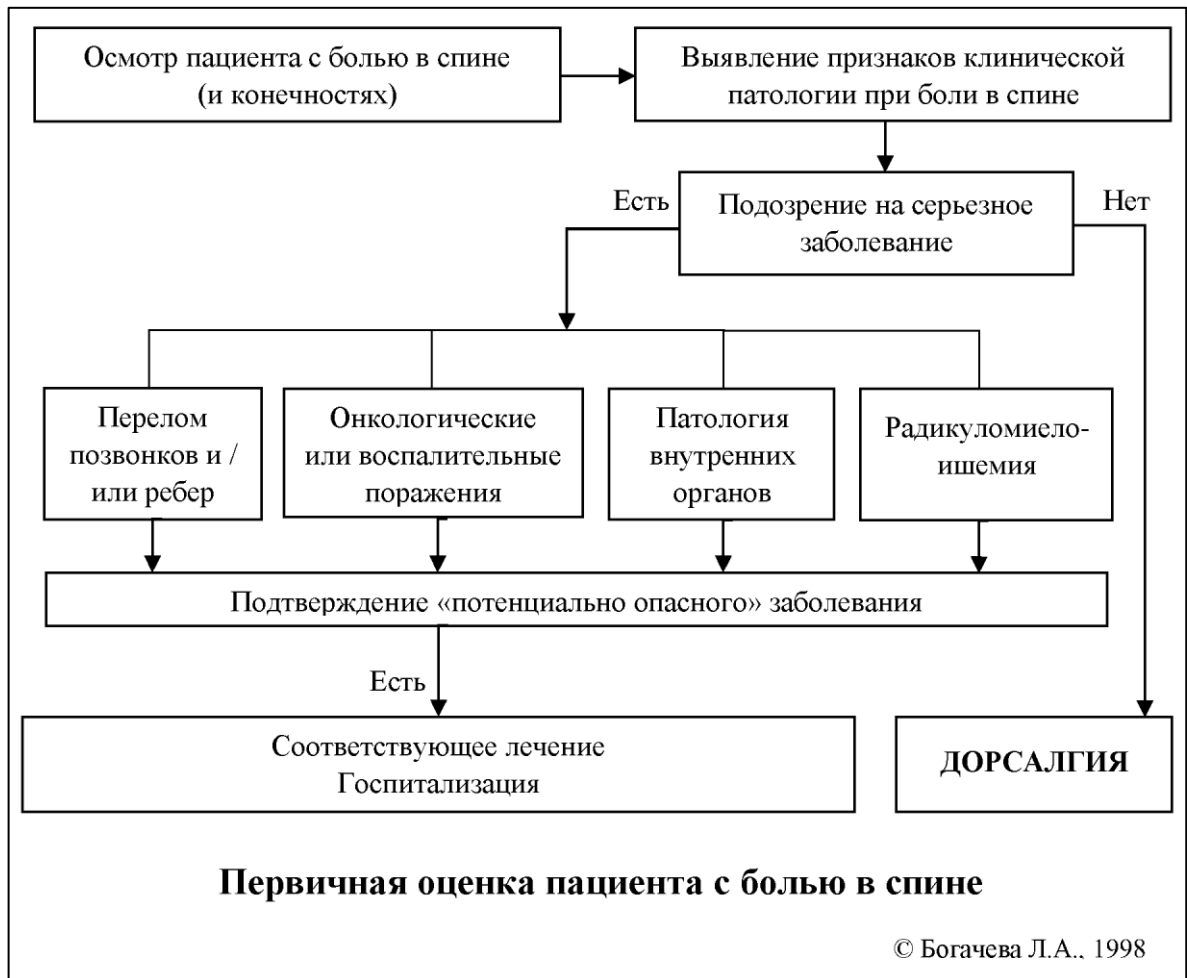 Осмотр пациента с болью в спине
(и конечностях)
Выявление признаков клинической
патологии при боли в спине
Есть
Подозрение на серьезное
заболевание
Нет
Перелом
позвонков и /
или ребер
Онкологические
или воспалительные
поражения
Патология
внутренних
органов
Радикуломиело-
ишемия
Подтверждение «потенциально опасного» заболевания
Есть
Соответствующее лечение
Госпитализация
ДОРСАЛГИЯ
Первичная оценка пациента с болью в спине
© Богачева Л.А., 1998